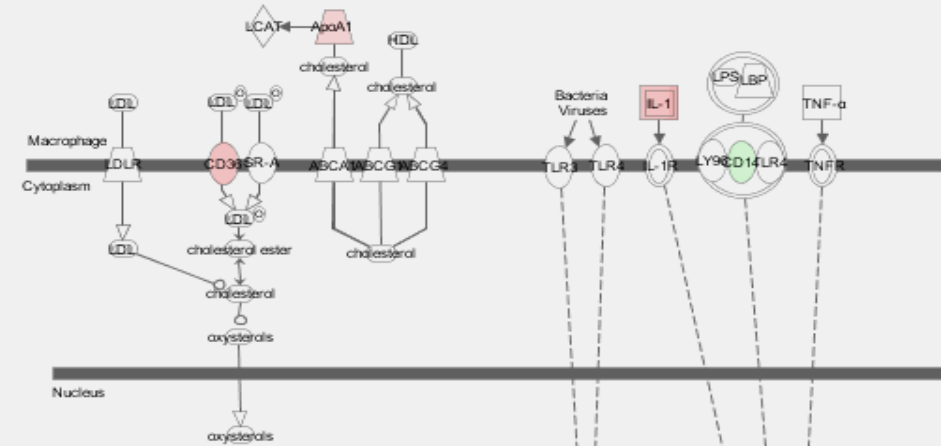 LCAT
ApoA1
HDL
cholesterol
cholesterol
LPS
LBP
LDL
LDL
O
LDL
O
Bacteria
Viruses
IL-1
TNF-α
Macrophage
LDLR
CD36
SR-A
ABCA1
ABCG1
ABCG4
TLR3
TLR4
IL-1R
LY96
CD14
TLR4
TNFR
Cytoplasm
LDL
O
LDL
cholesterol ester
cholesterol
cholesterol
oxysterols
Nucleus
oxysterols